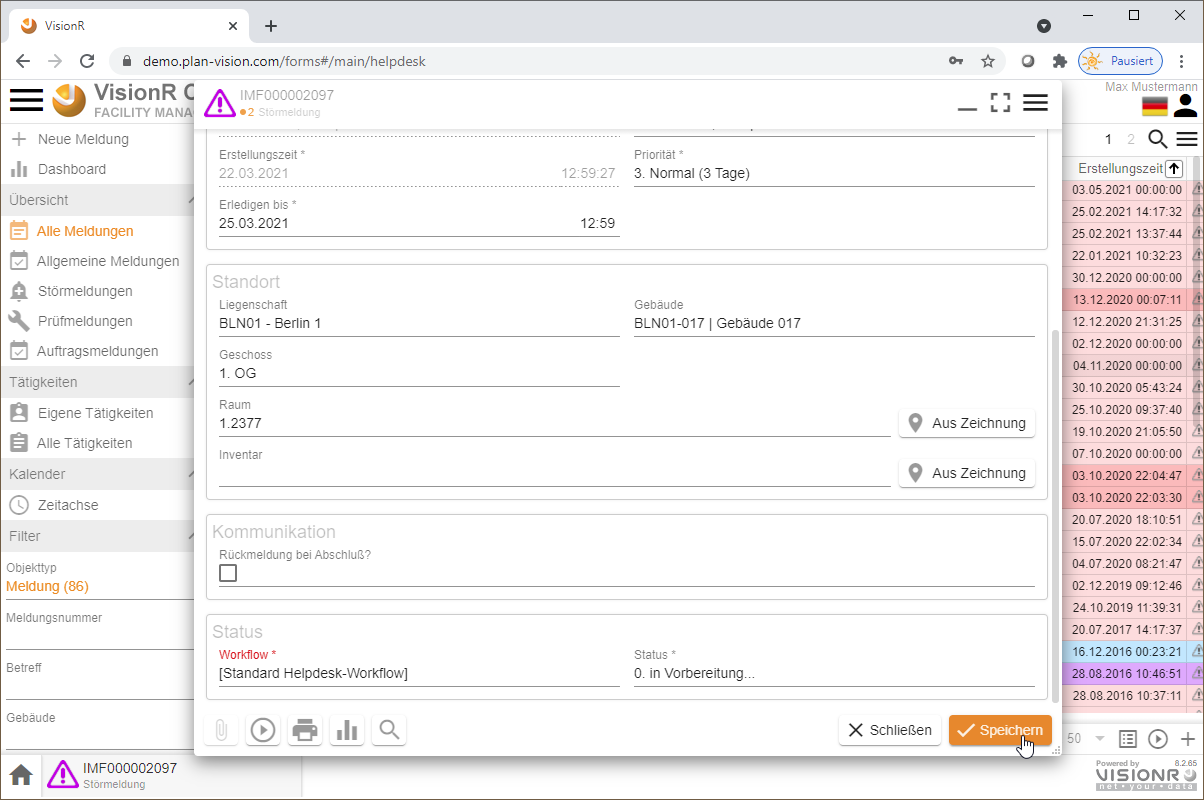 VisionR
demo.plan-vision.com/forms#/main/helpdesk
Pausiert
VisionR C
FACILITY MANA
Max Mustermann
IMF000002097
2 Störmeldung
Neue Meldung
Dashboard
Übersicht
Alle Meldungen
Allgemeine Meldungen
Störmeldungen
Prüfmeldungen
Auftragsmeldungen
Tätigkeiten
Eigene Tätigkeiten
Alle Tätigkeiten
Kalender
Zeitachse
Filter
Objekttyp
Meldung (86)
Meldungsnummer
Betreff
Gebäude
Erstellungszeit *
22.03.2021 12:59:27
Priorität *
3. Normal (3 Tage)
Erledigen bis *
25.03.2021 12:59
Standort
Liegenschaft
BLN01 - Berlin 1
Gebäude
BLN01-017 | Gebäude 017
Geschoss
1. OG
Raum
1.2377
Aus Zeichnung
Inventar
Aus Zeichnung
Kommunikation
Rückmeldung bei Abschluß?
Status
Workflow *
[Standard Helpdesk-Workflow]
Status *
0. in Vorbereitung...
Schließen
Speichern
1 2
Erstellungszeit
03.05.2021 00:00:00
25.02.2021 14:17:32
25.02.2021 13:37:44
22.01.2021 10:32:23
30.12.2020 00:00:00
13.12.2020 00:07:11
12.12.2020 21:31:25
02.12.2020 00:00:00
04.11.2020 00:00:00
30.10.2020 05:43:24
25.10.2020 09:37:40
19.10.2020 21:05:50
07.10.2020 00:00:00
03.10.2020 22:04:47
03.10.2020 22:03:30
20.07.2020 18:10:51
15.07.2020 22:02:34
04.07.2020 08:21:47
02.12.2019 09:12:46
24.10.2019 11:39:31
20.07.2017 14:17:37
16.12.2016 00:23:21
28.08.2016 10:46:51
28.08.2016 10:37:11
50
IMF000002097
Störmeldung
Powered by 8.2.65
VISIONR
net • your • data